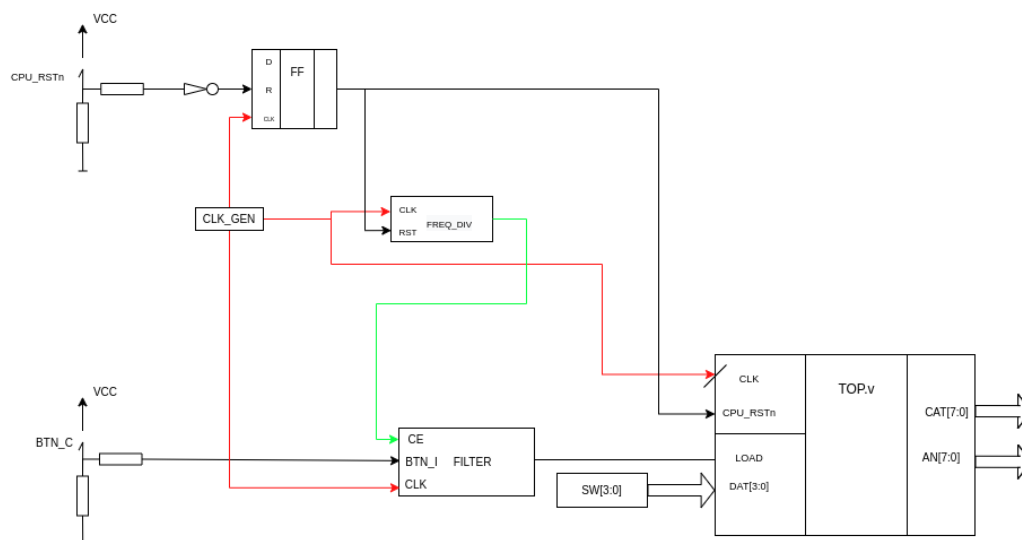 VCC
CPU_RSTn
D
FF
R
CLK
CLK_GEN
CLK
FREQ_DIV
RST
CLK
TOP.v
CPU_RSTn
CAT[7:0]
VCC
BTN_C
CE
BTN_I FILTER
CLK
LOAD
AN[7:0]
SW[3:0]
DAT[3:0]